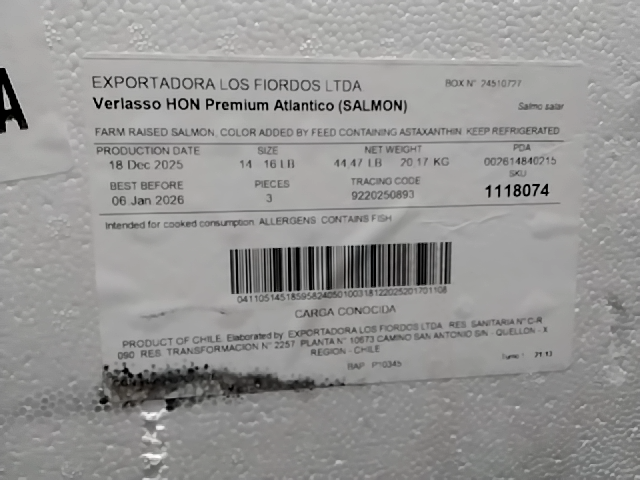 A
EXPORTADORA LOS FIORDOS LTDA
BOX N° 24510727
Verlasso HON Premium Atlantico (SALMON)
Salmo salar
FARM RAISED SALMON, COLOR ADDED BY FEED CONTAINING ASTAXANTHIN. KEEP REFRIGERATED
PRODUCTION DATE SIZE NET WEIGHT PDA
18 Dec 2025 14 16 LB 44.47 LB 20.17 KG 002614840215
BEST BEFORE PIECES TRACING CODE SKU
06 Jan 2026 3 9220250893 1118074
Intended for cooked consumption. ALLERGENS: CONTAINS FISH
CARGA CONOCIDA
PRODUCT OF CHILE. Elaborated by: EXPORTADORA LOS FIORDOS LTDA RES. SANITARIA N° C-R
090 RES. TRANSFORMACION N° 2257 PLANTA N° 10673 CAMINO SAN ANTONIO S/N - QUELLON - X
REGION - CHILE
P10345
21:13